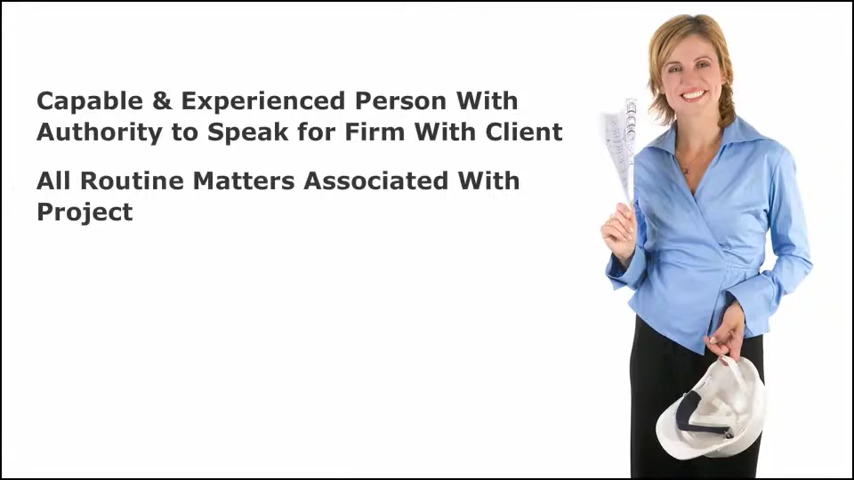 Capable & Experienced Person With
Authority to Speak for Firm With Client
All Routine Matters Associated With
Project